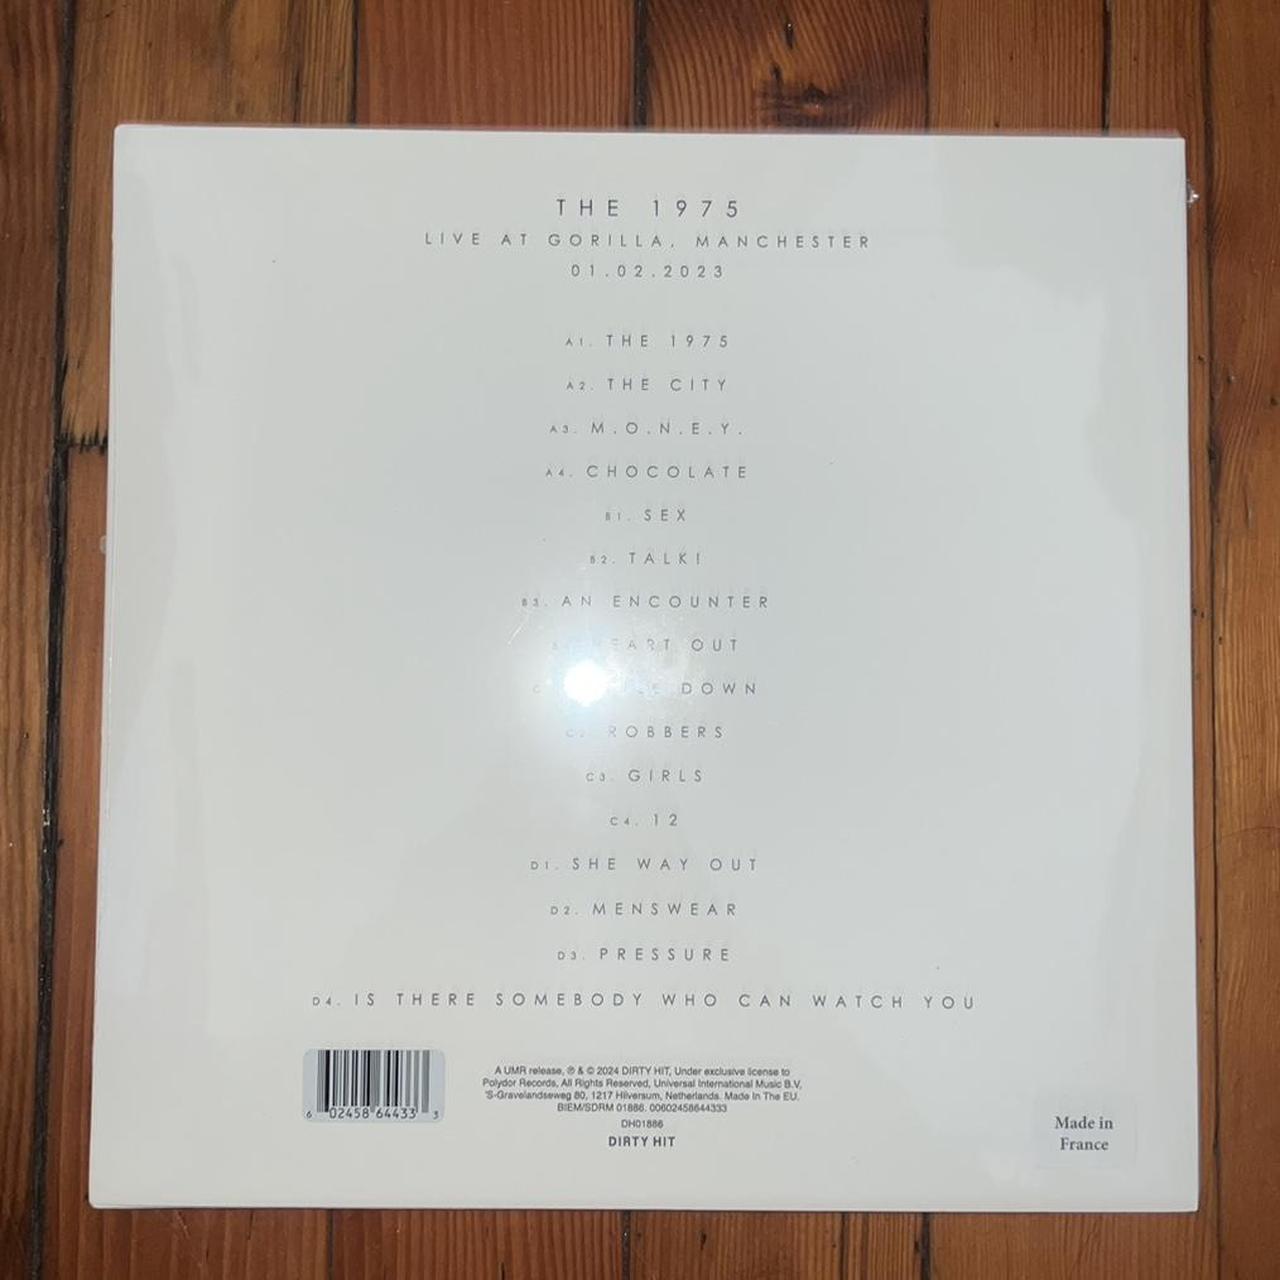 THE 1975
LIVE AT GORILLA, MANCHESTER
01.02.2023
A1. THE 1975
A2. THE CITY
A3. M.O.N.E.Y.
A4. CHOCOLATE
B1. SEX
B2. TALK!
B3. AN ENCOUNTER
HEART OUT
DOWN
C2. ROBBERS
C3. GIRLS
C4. 12
D1. SHE WAY OUT
D2. MENSWEAR
D3. PRESSURE
D4. IS THERE SOMEBODY WHO CAN WATCH YOU
A UMR release, ℗ & © 2024 DIRTY HIT, Under exclusive license to
Polydor Records, All Rights Reserved, Universal International Music B.V,
'S-Gravelandseweg 80, 1217 Hilversum, Netherlands. Made In The EU.
BIEM/SDRM 01886. 00602458644333
DH01886
DIRTY HIT
6 02458 64433 3
Made in
France